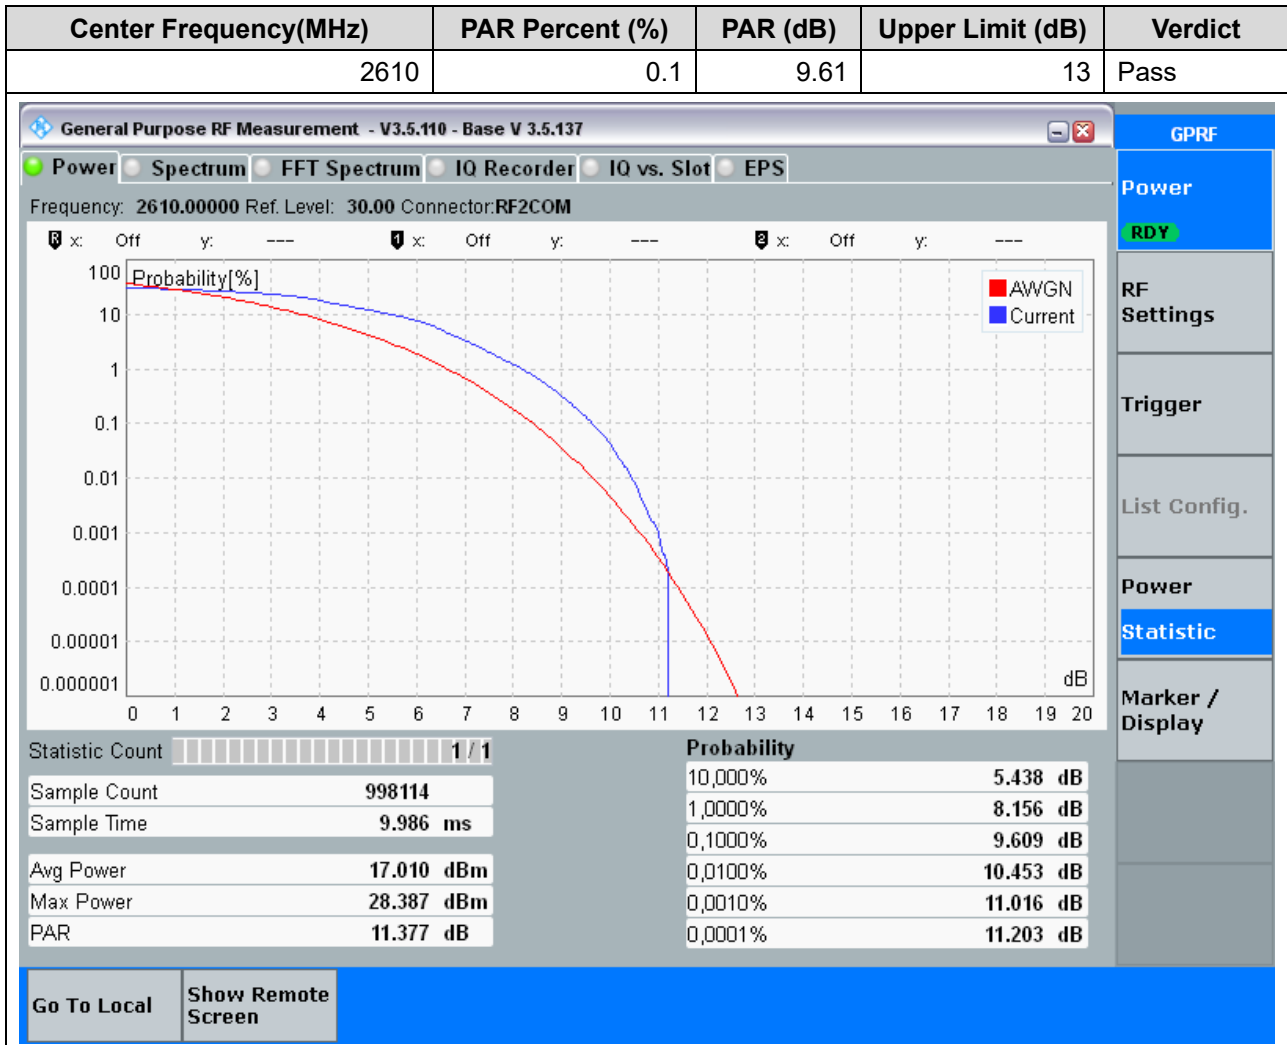 Center Frequency(MHz) PAR Percent (%) PAR (dB) Upper Limit (dB) Verdict
2610 0.1 9.61 13 Pass
General Purpose RF Measurement - V3.5.110 - Base V 3.5.137
GPRF
Power Spectrum FFT Spectrum IQ Recorder IQ vs. Slot EPS
Power
RDY
Frequency: 2610.00000 Ref. Level: 30.00 Connector:RF2COM
R x: Off y: --- 1 x: Off y: --- 2 x: Off y: ---
Probability[%]
AWGN
Current
100
10
1
0.1
0.01
0.001
0.0001
0.00001
0.000001
dB
0 1 2 3 4 5 6 7 8 9 10 11 12 13 14 15 16 17 18 19 20
RF
Settings
Trigger
List Config.
Power
Statistic
Marker /
Display
Statistic Count 1 / 1
Sample Count 998114
Sample Time 9.986 ms
Avg Power 17.010 dBm
Max Power 28.387 dBm
PAR 11.377 dB
Probability
10,000% 5.438 dB
1,0000% 8.156 dB
0,1000% 9.609 dB
0,0100% 10.453 dB
0,0010% 11.016 dB
0,0001% 11.203 dB
Go To Local
Show Remote
Screen